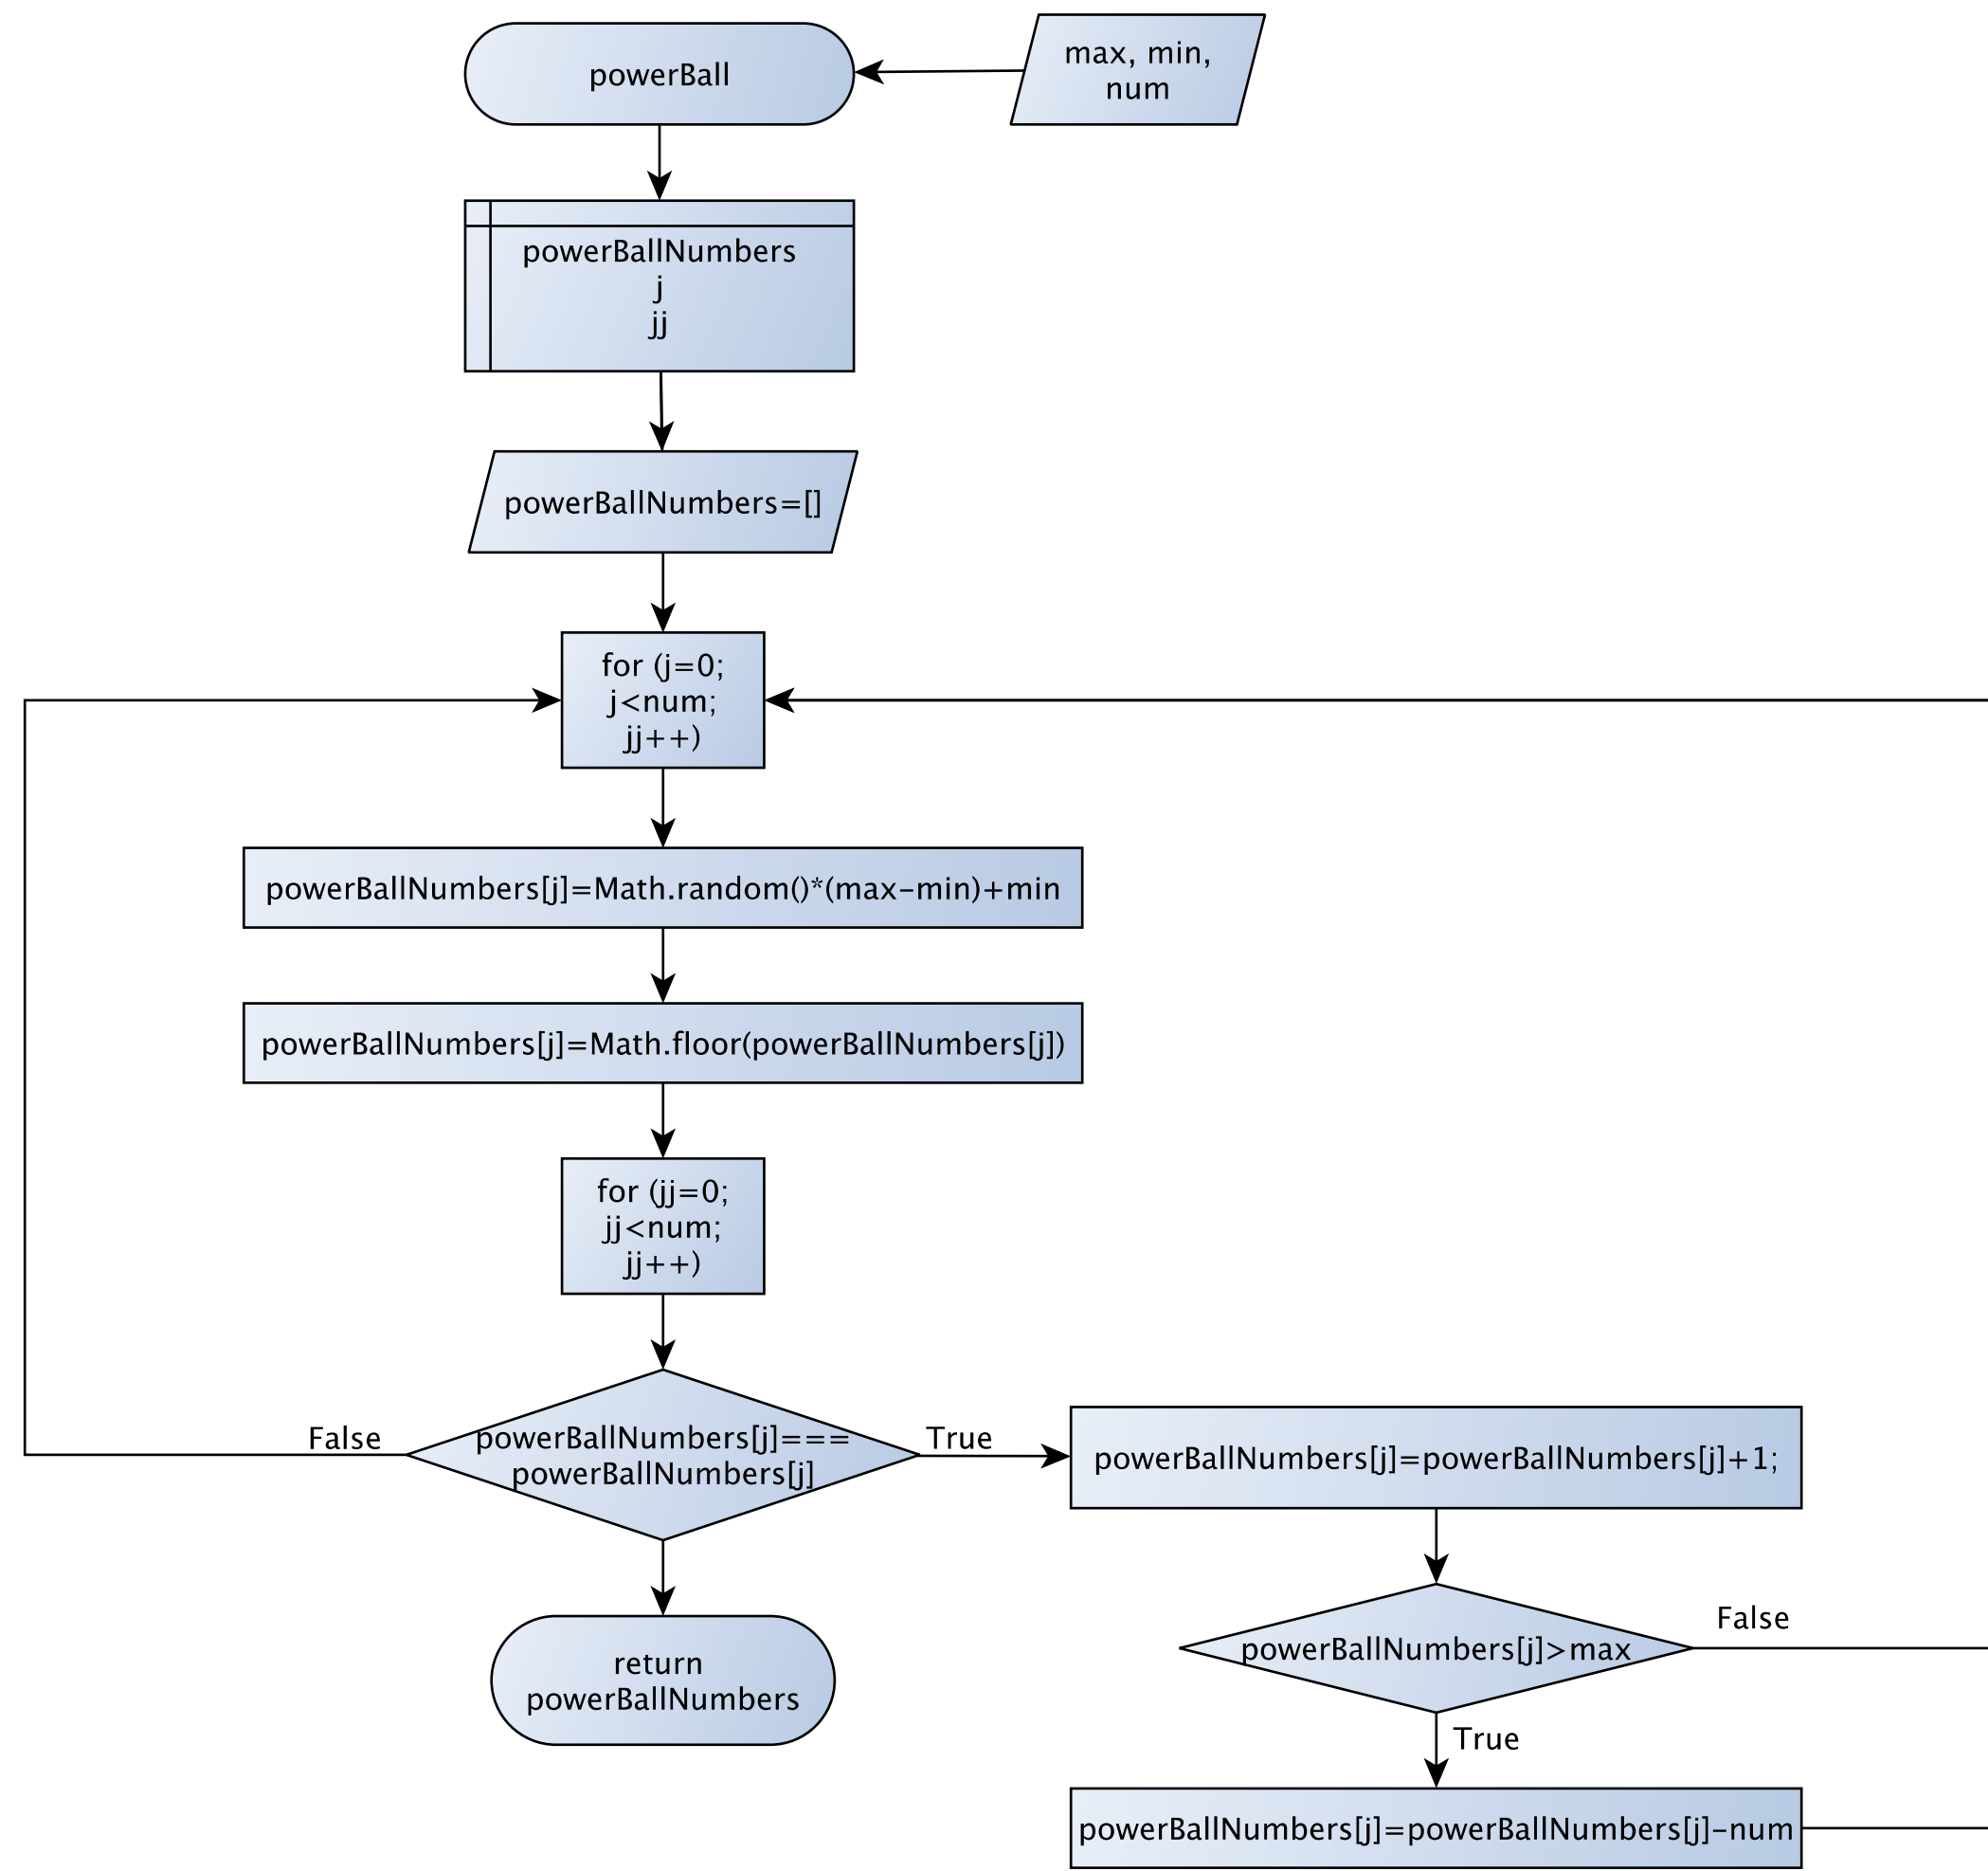 powerBall
max, min,
num
powerBallNumbers
j
jj
powerBallNumbers=[]
for (j=0;
j<num;
jj++)
powerBallNumbers[j]=Math.random()*(max-min)+min
powerBallNumbers[j]=Math.floor(powerBallNumbers[j])
for (jj=0;
jj<num;
jj++)
False
powerBallNumbers[j]===
powerBallNumbers[j]
True
powerBallNumbers[j]=powerBallNumbers[j]+1;
powerBallNumbers[j]>max
False
True
powerBallNumbers[j]=powerBallNumbers[j]-num
return
powerBallNumbers